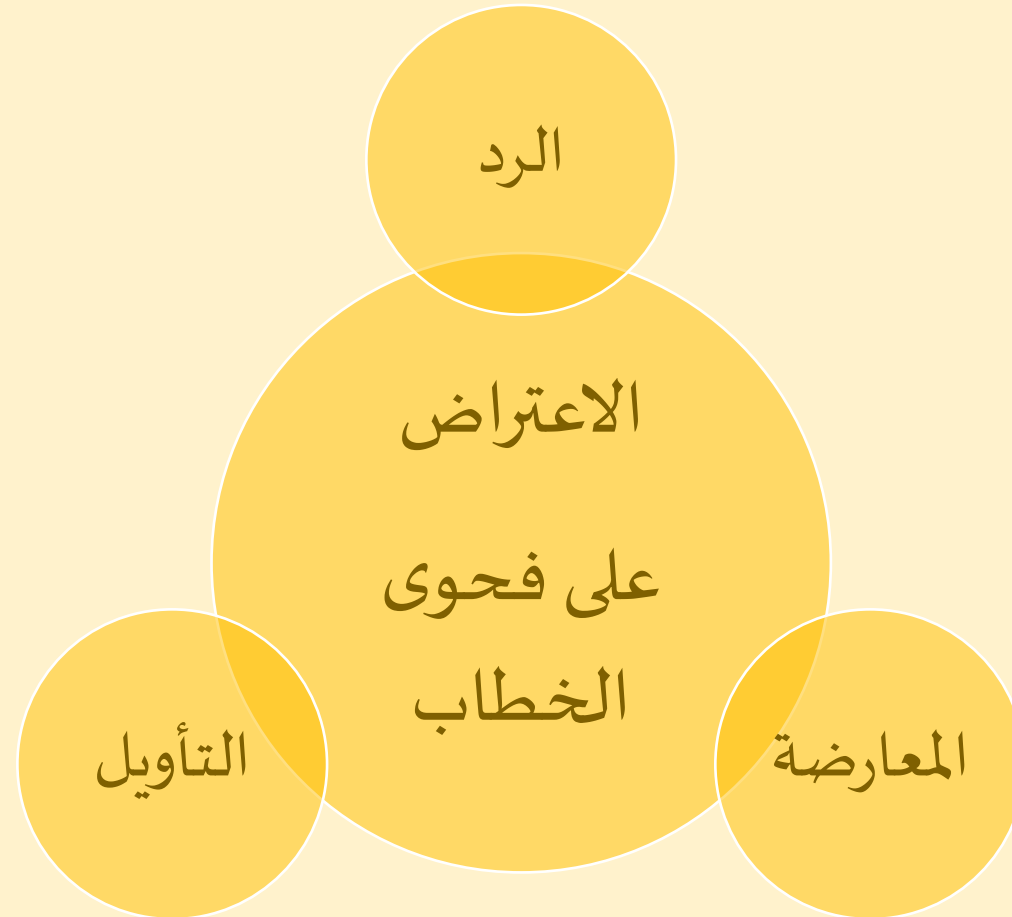 الرد
الاعتراض
على فحوى
الخطاب
المعارضة
التأويل